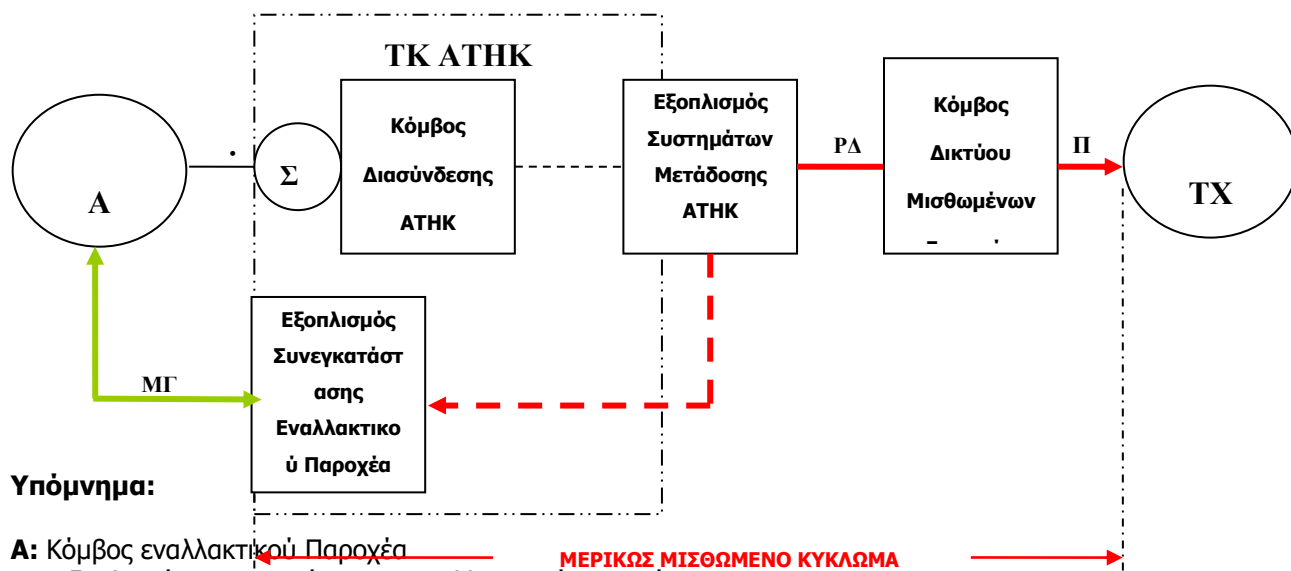 ΤΚ ΑΤΗΚ
Α
Σ
Κόμβος
Διασύνδεσης
ΑΤΗΚ
Εξοπλισμός
Συστημάτων
Μετάδοσης
ΑΤΗΚ
ΡΔ
Κόμβος
Δικτύου
Μισθωμένων
Π
ΤΧ
ΜΓ
Εξοπλισμός
Συνεγκατάστ
ασης
Εναλλακτικο
ύ Παροχέα
Υπόμνημα:
Α: Κόμβος εναλλακτικού Παροχέα
ΜΕΡΙΚΩΣ ΜΙΣΘΩΜΕΝΟ ΚΥΚΛΩΜΑ